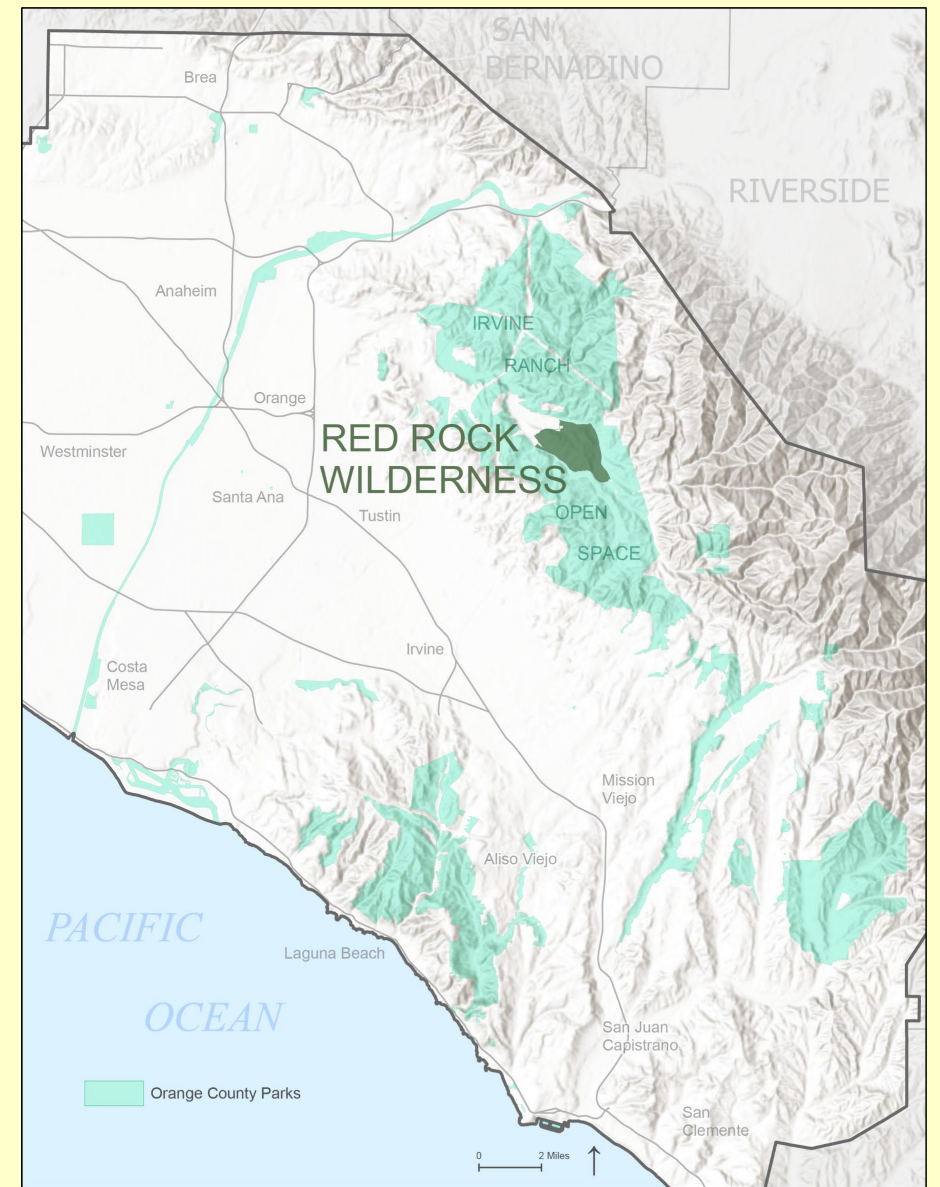 SAN
BERNADINO
Brea
RIVERSIDE
Anaheim
IRVINE
RANCH
Orange
RED ROCK
WILDERNESS
Westminster
Santa Ana
Tustin
OPEN
SPACE
Irvine
Costa
Mesa
Mission
Viejo
Aliso Viejo
PACIFIC
Laguna Beach
OCEAN
San Juan
Capistrano
Orange County Parks
San
Clemente
0 2 Miles